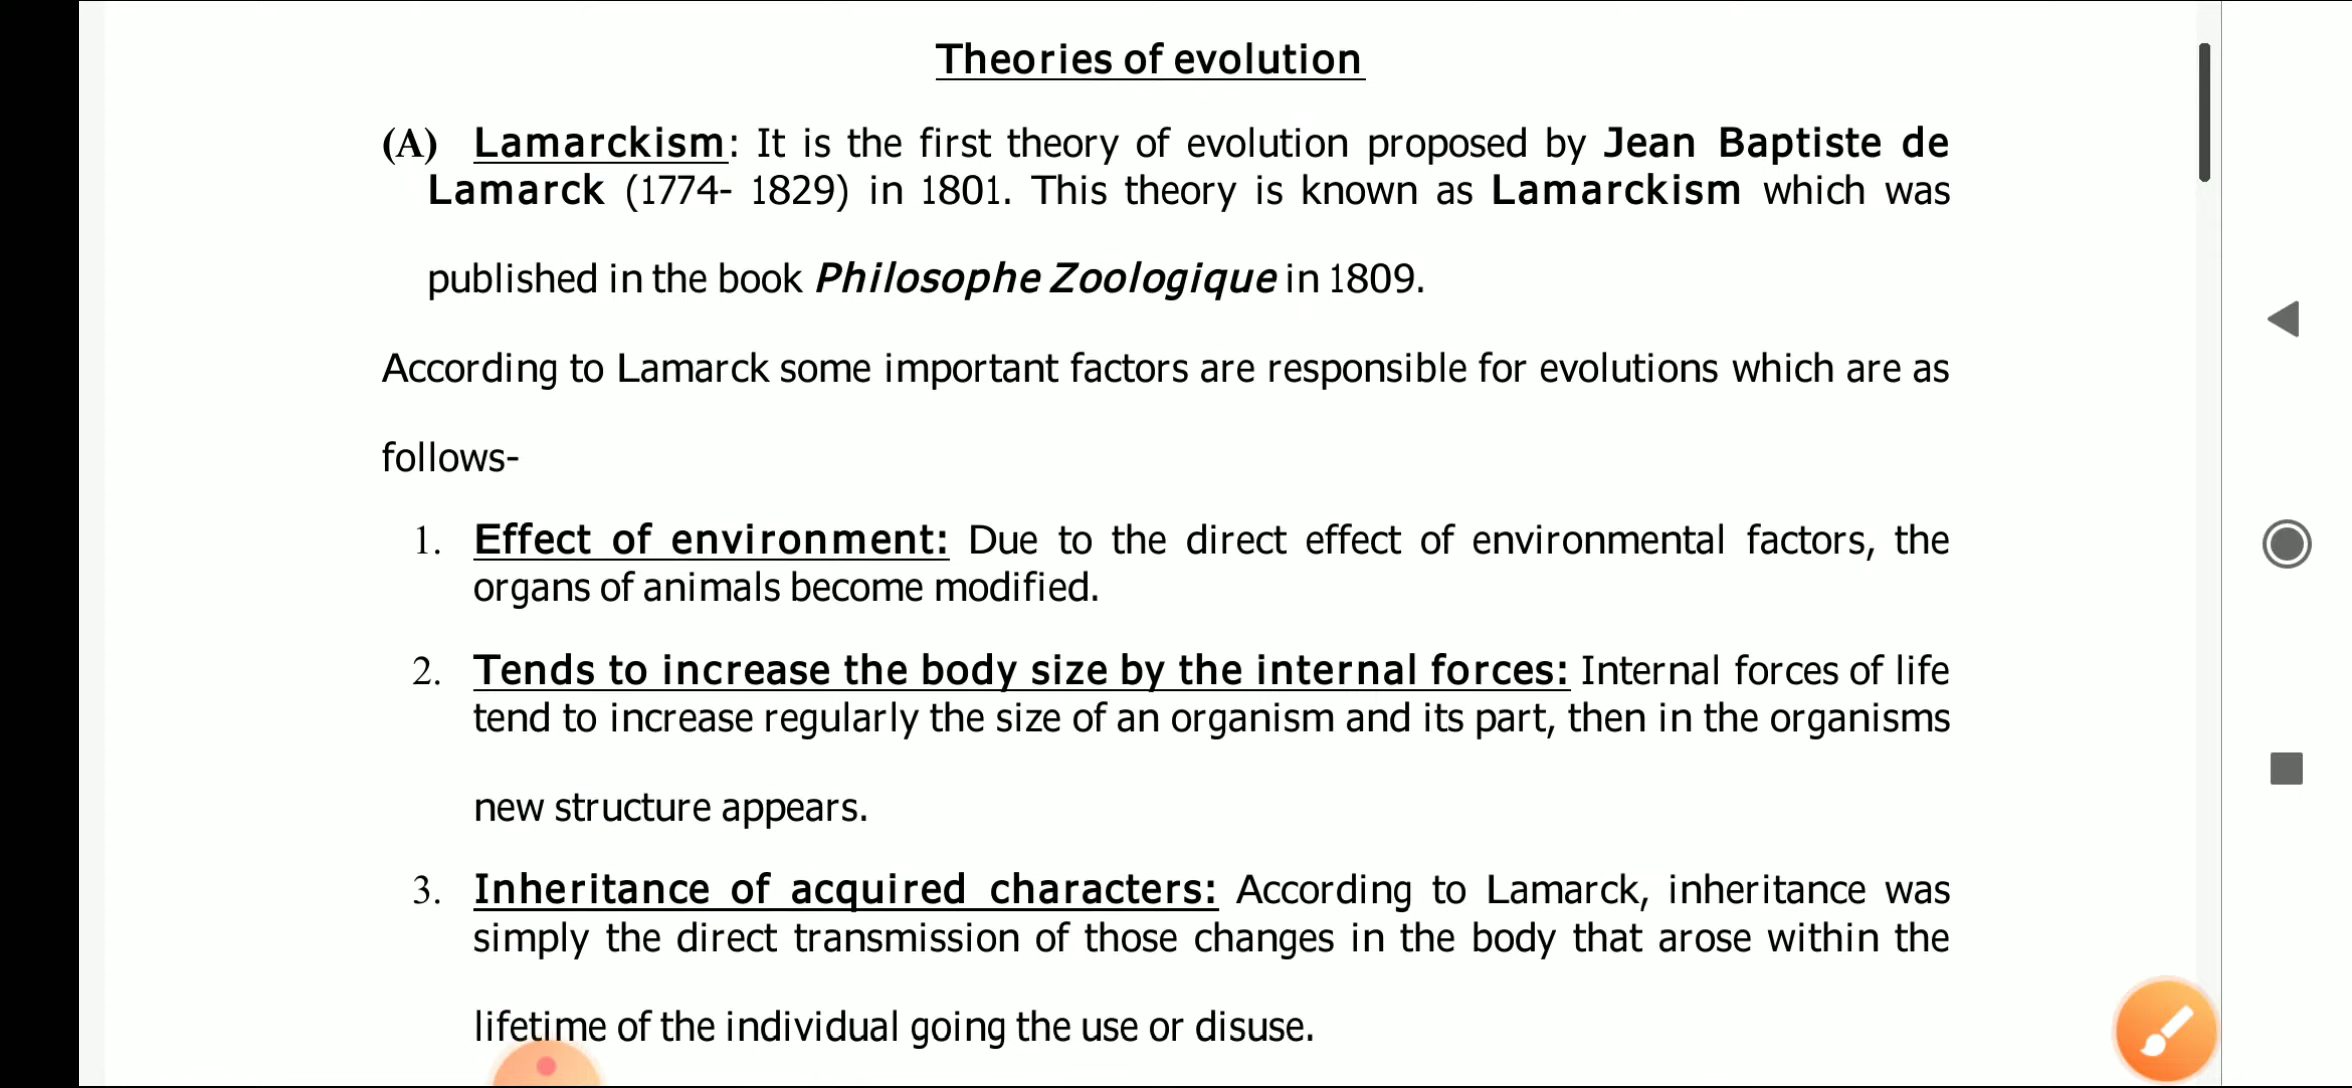 Theories of evolution
(A) Lamarckism: It is the first theory of evolution proposed by Jean Baptiste de
Lamarck (1774- 1829) in 1801. This theory is known as Lamarckism which was
published in the book Philosophe Zoologique in 1809.
According to Lamarck some important factors are responsible for evolutions which are as
follows-
1. Effect of environment: Due to the direct effect of environmental factors, the
organs of animals become modified.
2. Tends to increase the body size by the internal forces: Internal forces of life
tend to increase regularly the size of an organism and its part, then in the organisms
new structure appears.
3. Inheritance of acquired characters: According to Lamarck, inheritance was
simply the direct transmission of those changes in the body that arose within the
lifetime of the individual going the use or disuse.